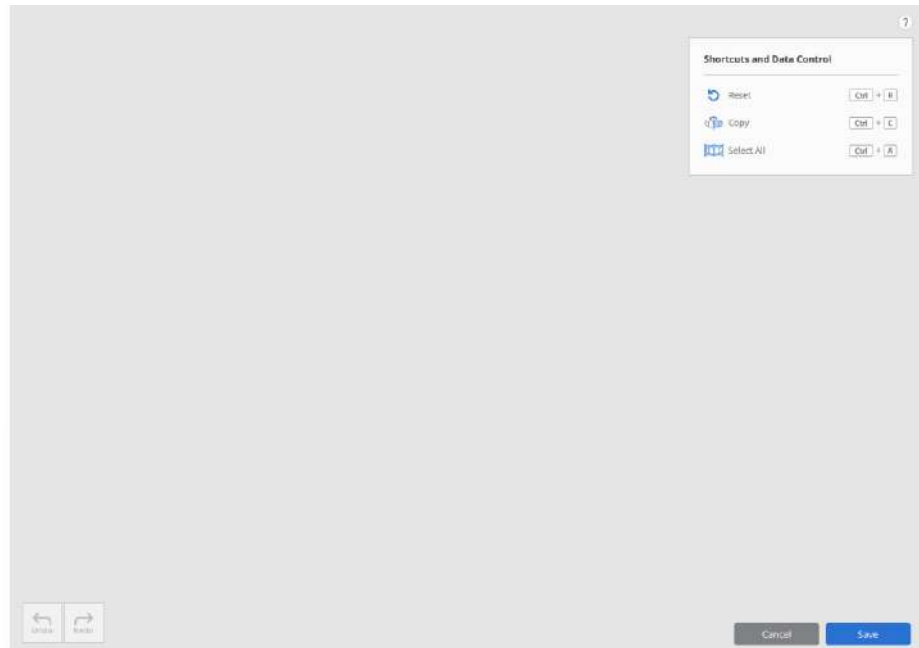 ?
Shortcuts and Data Control
Reset Ctrl + R
Copy Ctrl + C
Select All Ctrl + A
Undo Redo
Cancel Save